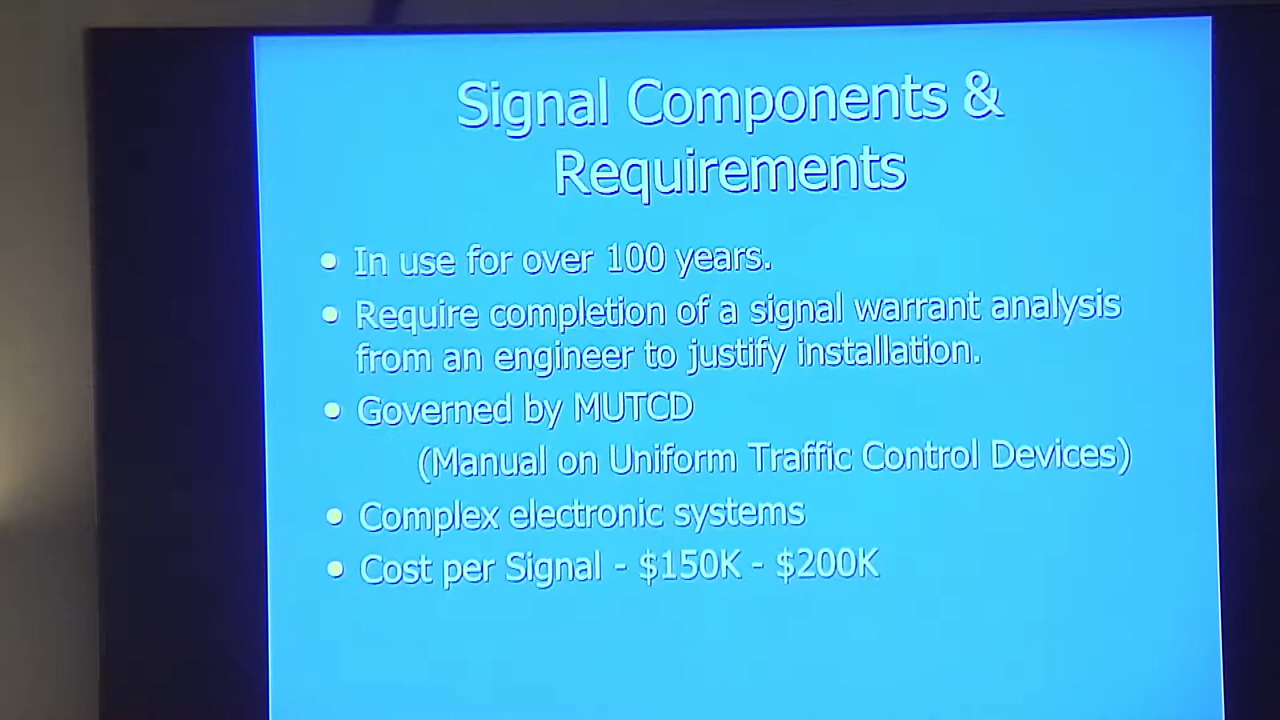 Signal Components &
Requirements
• In use for over 100 years.
• Require completion of a signal warrant analysis
from an engineer to justify installation.
• Governed by MUTCD
(Manual on Uniform Traffic Control Devices)
• Complex electronic systems
• Cost per Signal - $150K - $200K